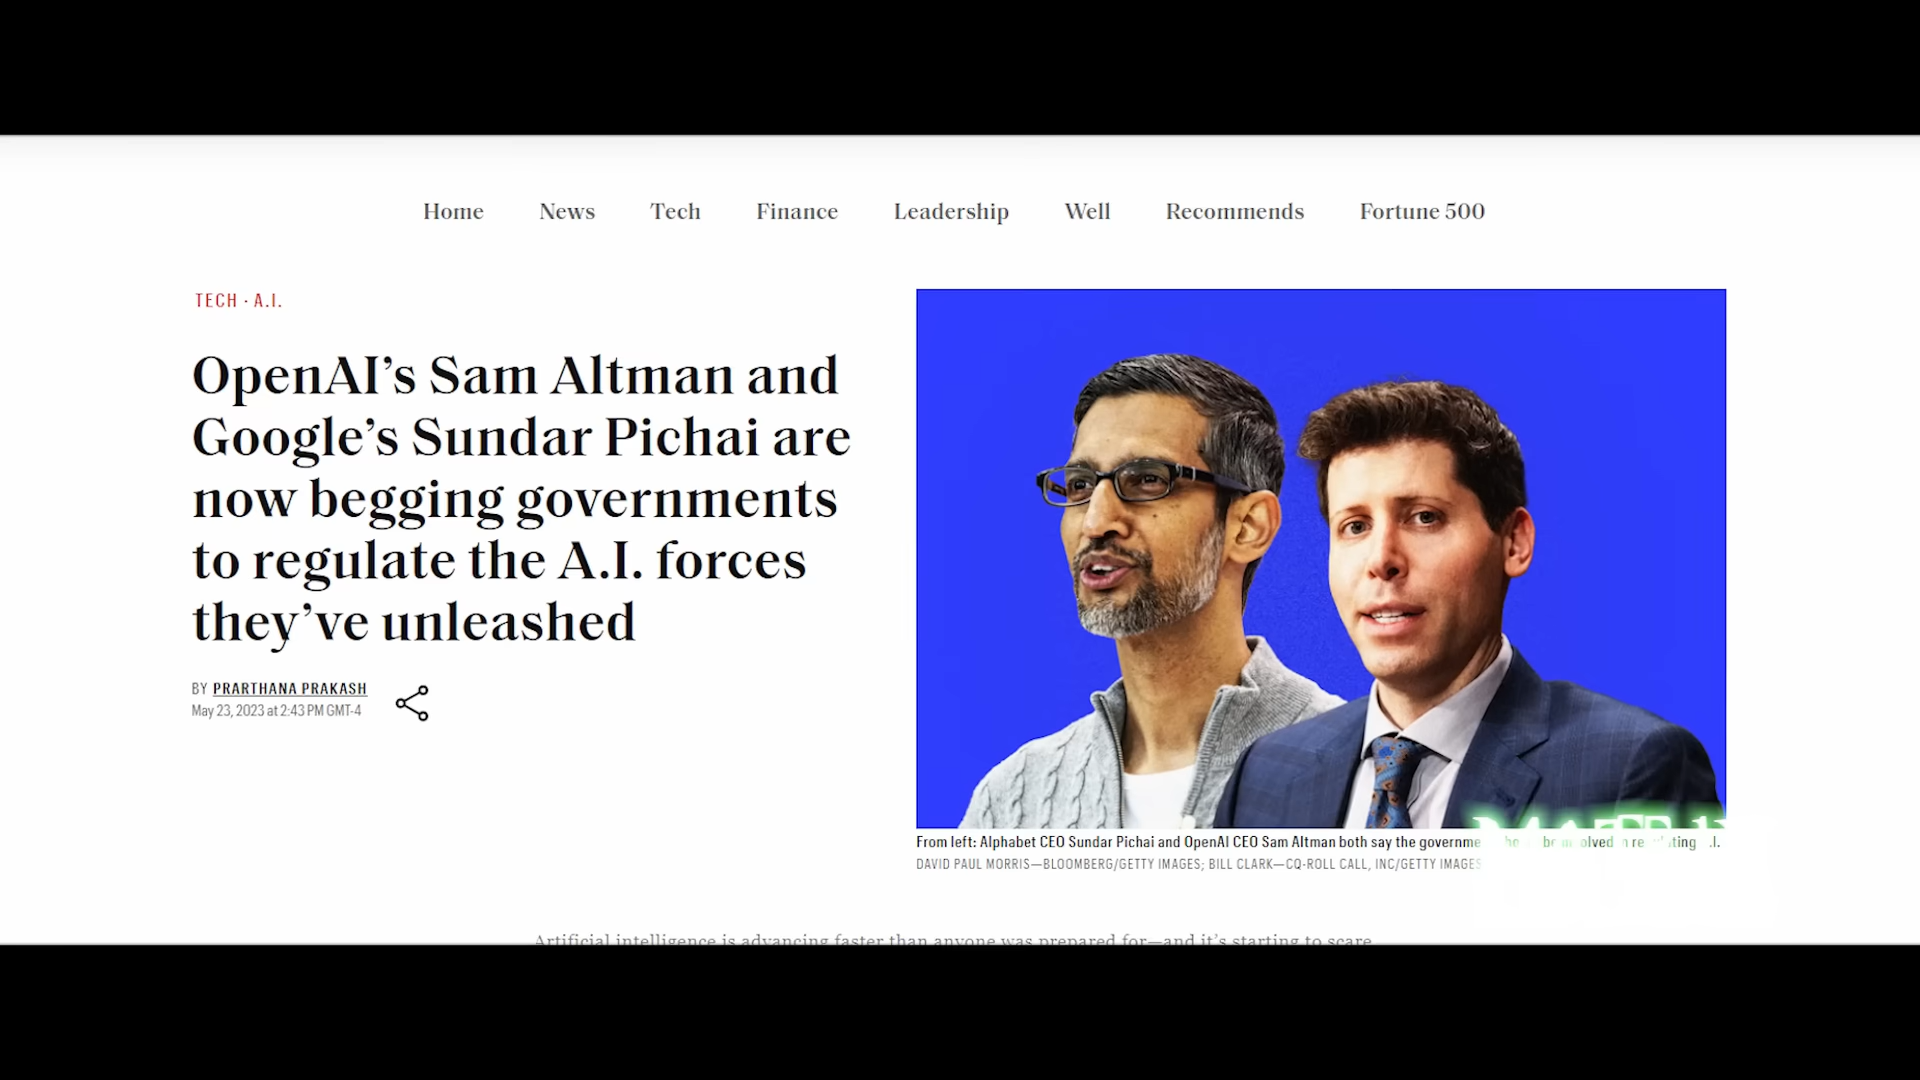 Home News Tech Finance Leadership Well Recommends Fortune 500
TECH · A.I.
OpenAI’s Sam Altman and
Google’s Sundar Pichai are
now begging governments
to regulate the A.I. forces
they’ve unleashed
BY PRARTHANA PRAKASH
May 23, 2023 at 2:43 PM GMT-4
From left: Alphabet CEO Sundar Pichai and OpenAI CEO Sam Altman both say the
DAVID PAUL MORRIS—BLOOMBERG/GETTY IMAGES; BILL CLARK—CQ-ROLL CALL, INC/GETTY IMAGES
Artificial intelligence is advancing faster than anyone was prepared for—and it’s starting to scare